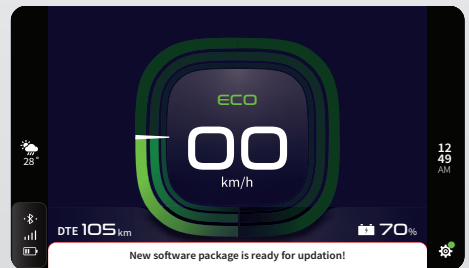 ECO
00
km/h
28°
12
49
AM
DTE 105 km
70%
New software package is ready for updation!